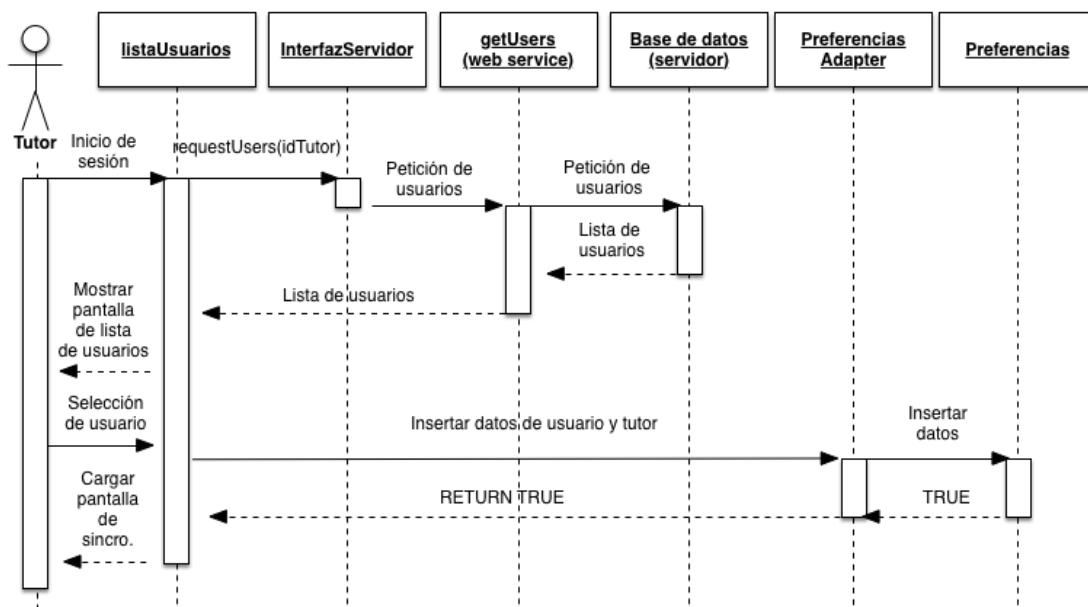 listaUsuarios
InterfazServidor
getUsers
(web service)
Base de datos
(servidor)
Preferencias
Adapter
Preferencias
Tutor
Inicio de
sesión
requestUsers(idTutor)
Petición de
usuarios
Petición de
usuarios
Lista de
usuarios
Lista de usuarios
Mostrar
pantalla
de lista
de usuarios
Selección
de usuario
Insertar datos de usuario y tutor
Insertar
datos
Cargar
pantalla
de
sincro.
RETURN TRUE
TRUE